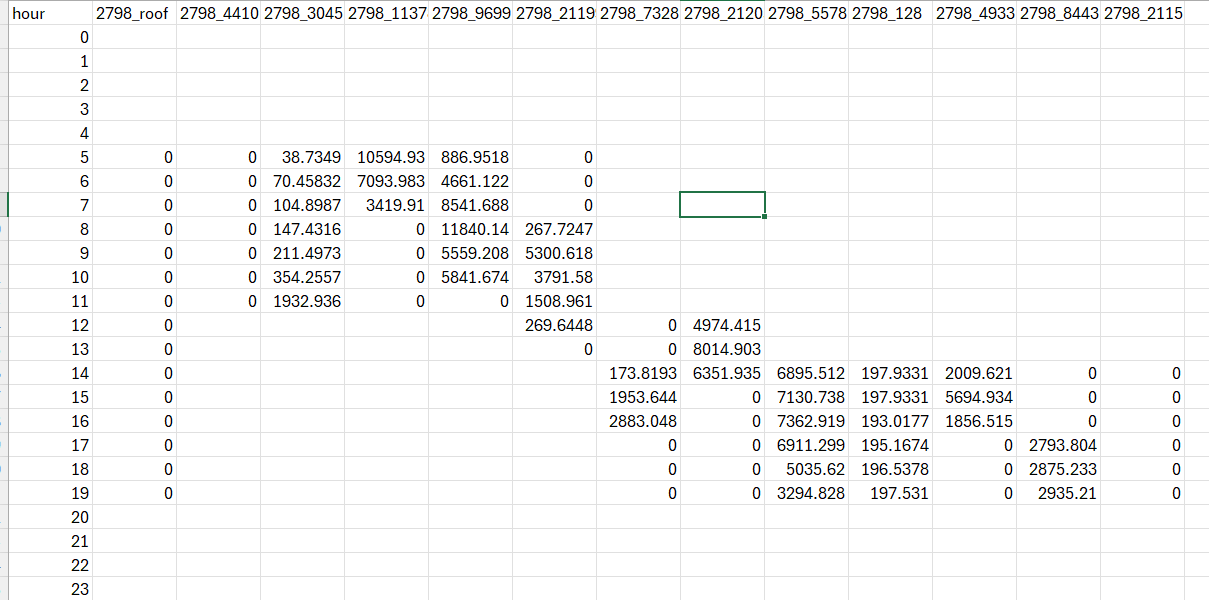 hour 2798_roof 2798_4410 2798_3045 2798_1137 2798_9699 2798_2119 2798_7328 2798_2120 2798_5578 2798_128 2798_4933 2798_8443 2798_2115
0
1
2
3
4
5 0 0 38.7349 10594.93 886.9518 0
6 0 0 70.45832 7093.983 4661.122 0
7 0 0 104.8987 3419.91 8541.688 0
8 0 0 147.4316 0 11840.14 267.7247
9 0 0 211.4973 0 5559.208 5300.618
10 0 0 354.2557 0 5841.674 3791.58
11 0 0 1932.936 0 0 1508.961
12 0 269.6448 0 4974.415
13 0 0 0 8014.903
14 0 173.8193 6351.935 6895.512 197.9331 2009.621 0 0
15 0 1953.644 0 7130.738 197.9331 5694.934 0 0
16 0 2883.048 0 7362.919 193.0177 1856.515 0 0
17 0 0 0 6911.299 195.1674 0 2793.804 0
18 0 0 0 5035.62 196.5378 0 2875.233 0
19 0 0 0 3294.828 197.531 0 2935.21 0
20
21
22
23